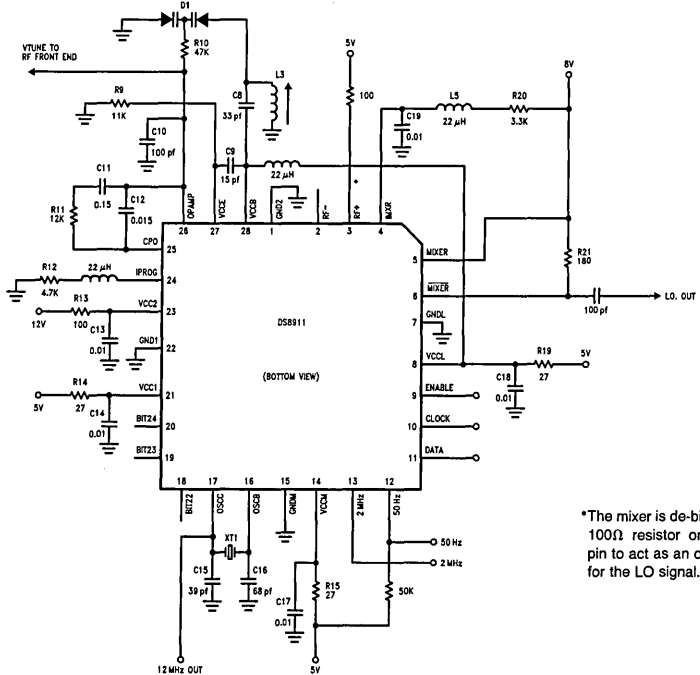 D1
VTUNE TO
RF FRONT END
R10
47K
5V
8V
L3
R9
11K
C8
33 pf
100
L5
22 μH
R20
3.3K
C19
0.01
C10
100 pf
C9
15 pf
22 μH
*
C11
0.15
C12
0.015
R11
12K
OPAMP
VCCE
VCCB
GND2
RF-
RF+
IMXR
26
27
28
1
2
3
4
CPO
25
MIXER
5
R21
180
R12
4.7K
22 μH
IPROG
24
MIXER
6
100 pf
L.O. OUT
R13
100
12V
VCC2
23
C13
0.01
GND1
22
DS8911
(BOTTOM VIEW)
GNDL
7
VCCL
8
R19
27
5V
C18
0.01
R14
27
5V
VCC1
21
C14
0.01
BIT24
20
BIT23
19
ENABLE
9
CLOCK
10
DATA
11
18
17
16
15
14
13
12
BIT22
OSCC
OSCB
GNDM
VCCM
2 MHz
50 Hz
XT1
C15
39 pf
C16
68 pf
C17
0.01
R15
27
50K
50 Hz
2 MHz
12 MHz OUT
5V
*The mixer is de-bi
100Ω resistor on
pin to act as an o
for the LO signal.